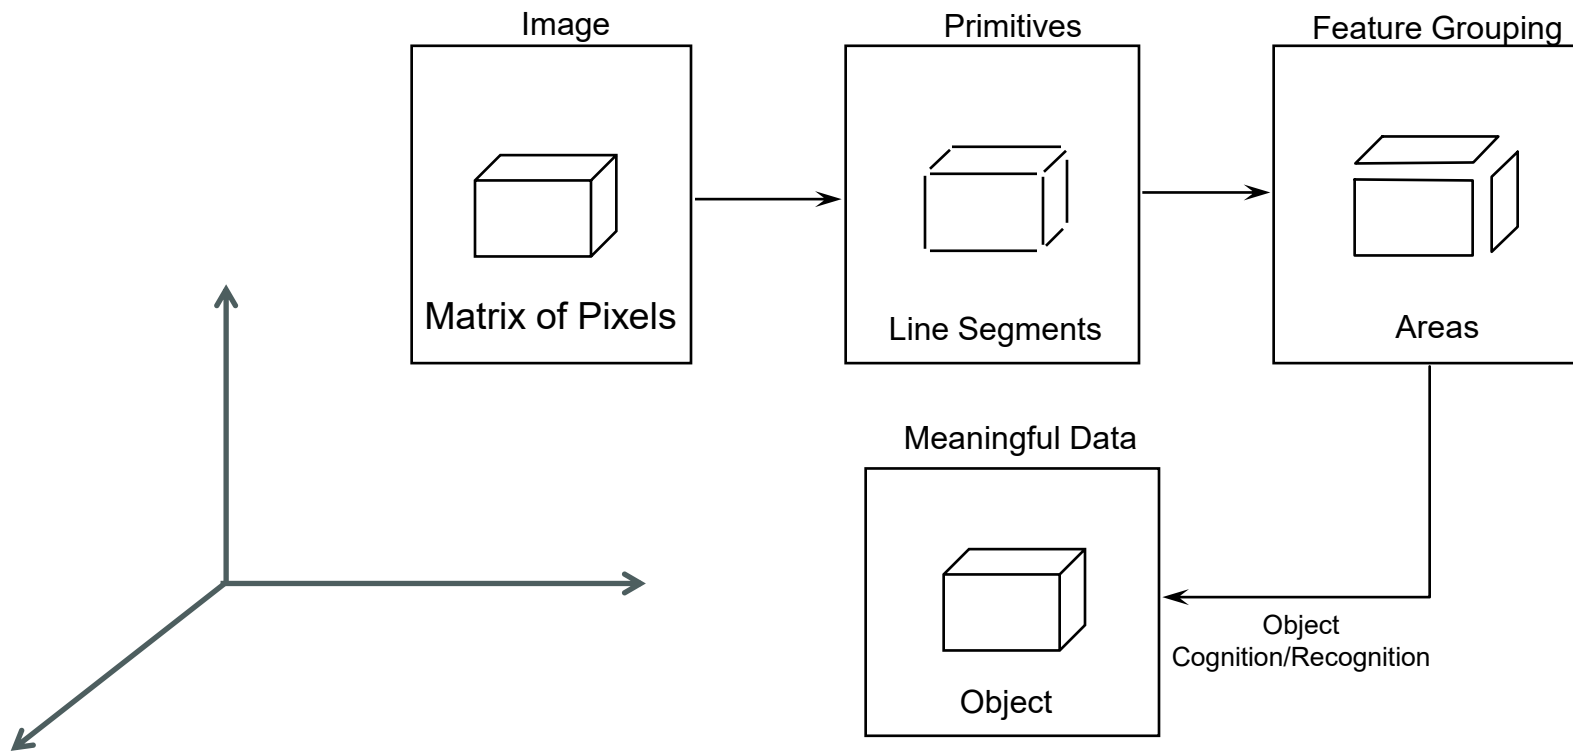 Image
Primitives
Feature Grouping
Matrix of Pixels
Line Segments
Areas
Meaningful Data
Object
Cognition/Recognition
Object